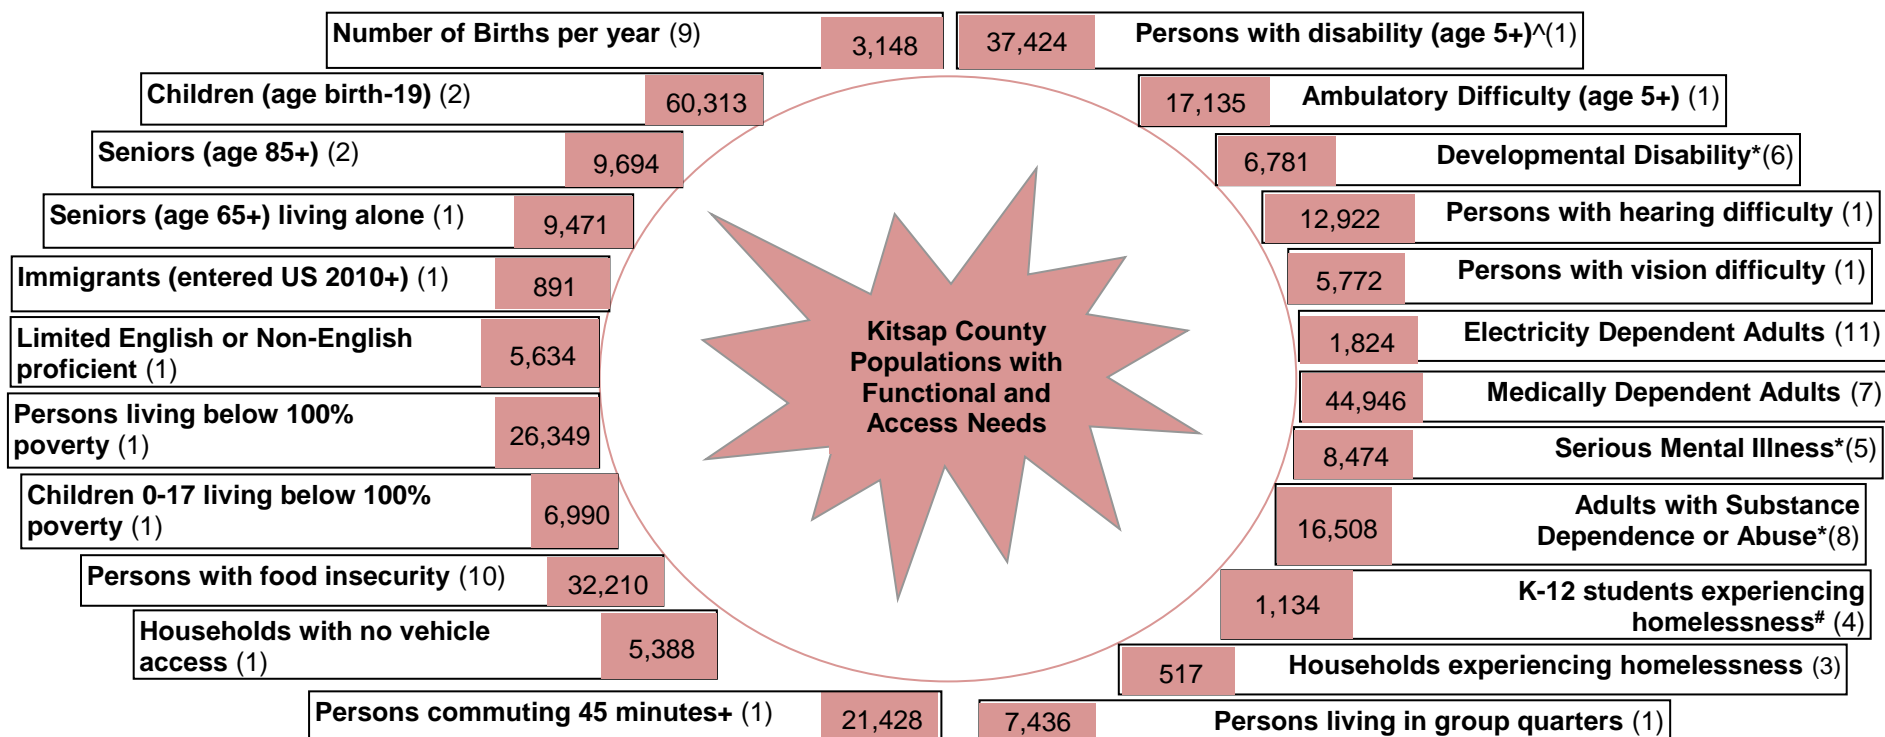 Number of Births per year (9) 3,148
Children (age birth-19) (2) 60,313
Seniors (age 85+) (2) 9,694
Seniors (age 65+) living alone (1) 9,471
Immigrants (entered US 2010+) (1) 891
Limited English or Non-English
proficient (1) 5,634
Persons living below 100%
poverty (1) 26,349
Children 0-17 living below 100%
poverty (1) 6,990
Persons with food insecurity (10) 32,210
Households with no vehicle
access (1) 5,388
Persons commuting 45 minutes+ (1) 21,428
Kitsap County
Populations with
Functional and
Access Needs
37,424 Persons with disability (age 5+)^(1)
17,135 Ambulatory Difficulty (age 5+) (1)
6,781 Developmental Disability*(6)
12,922 Persons with hearing difficulty (1)
5,772 Persons with vision difficulty (1)
1,824 Electricity Dependent Adults (11)
44,946 Medically Dependent Adults (7)
8,474 Serious Mental Illness*(5)
16,508 Adults with Substance
Dependence or Abuse*(8)
1,134 K-12 students experiencing
homelessness# (4)
517 Households experiencing homelessness (3)
7,436 Persons living in group quarters (1)